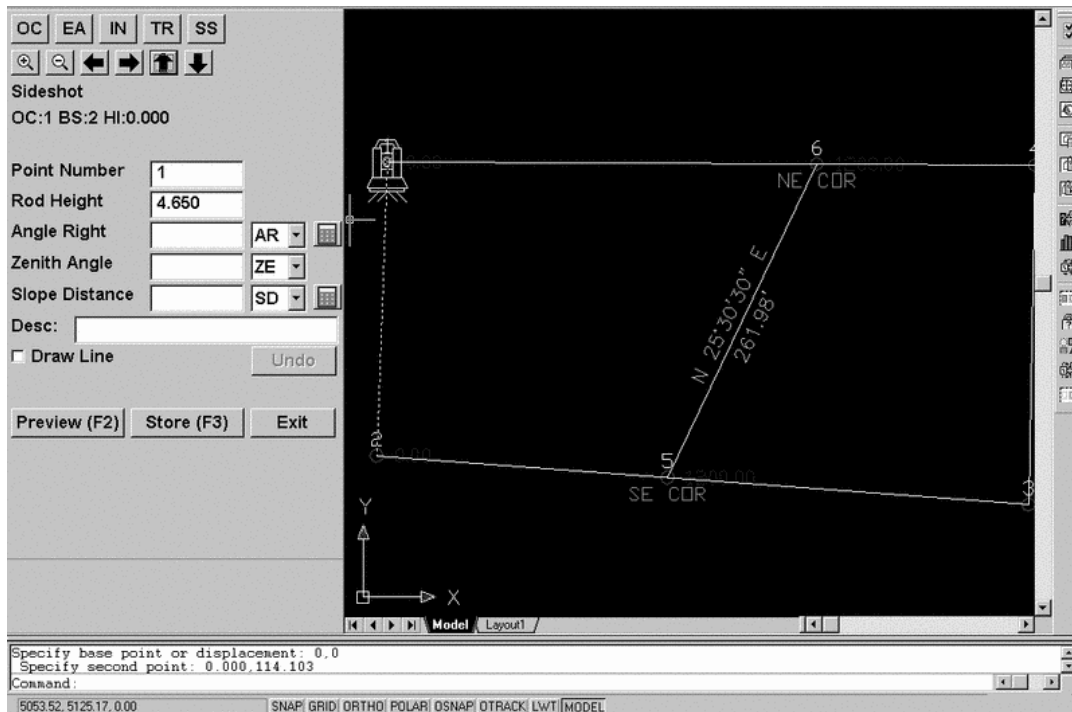 OC EA IN TR SS
Sideshot
OC:1 BS:2 HI:0.000
Point Number 1
Rod Height 4.650
Angle Right AR
Zenith Angle ZE
Slope Distance SD
Desc:
Draw Line Undo
Preview (F2) Store (F3) Exit
6
4
NE COR
N 25°30'30" E
261.98'
5
SE COR
3
Y
X
Model Layout1
Specify base point or displacement: 0,0
Specify second point: 0.000,114.103
Command:
5053.52, 5125.17, 0.00 SNAP GRID ORTHO POLAR OSNAP OTRACK LWT MODEL